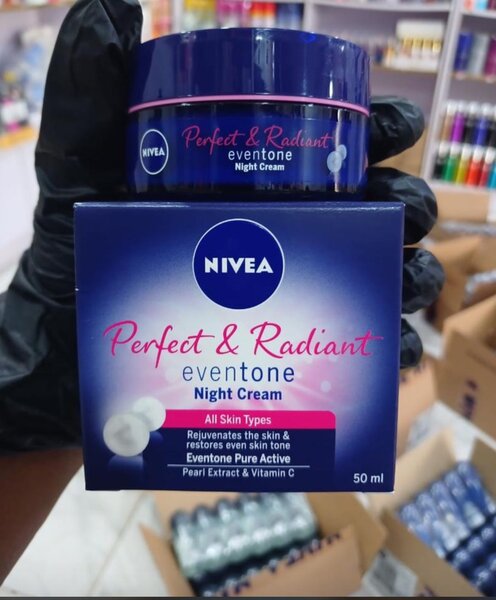 NIVEA
Perfect & Radiant
eventone
Night Cream
NIVEA
Perfect & Radiant
eventone
Night Cream
All Skin Types
Rejuvenates the skin &
restores even skin tone
Eventone Pure Active
Pearl Extract & Vitamin C
50 ml